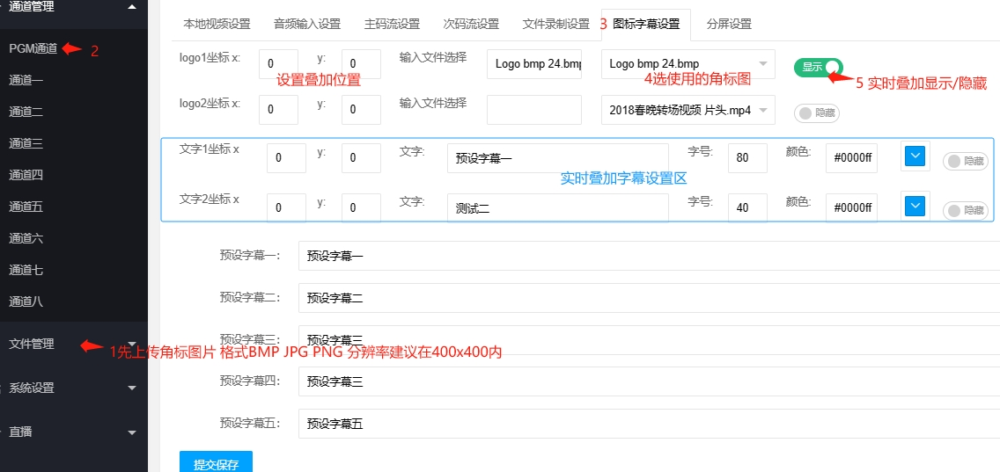 通道管理
PGM通道 2
通道一
通道二
通道三
通道四
通道五
通道六
通道七
通道八
文件管理
1先上传角标图片 格式BMP JPG PNG 分辨率建议在400x400内
系统设置
直播
本地视频设置 音频输入设置 主码流设置 次码流设置 文件录制设置 3 图标字幕设置 分屏设置
logo1坐标 x: 0 y: 0 输入文件选择 Logo bmp 24.bmp Logo bmp 24.bmp 显示
设置叠加位置 4选使用的角标图 5 实时叠加显示/隐藏
logo2坐标 x: 0 y: 0 输入文件选择 2018春晚转场视频 片头.mp4 隐藏
文字1坐标 x 0 y: 0 文字: 预设字幕一 字号: 80 颜色: #0000ff 隐藏
实时叠加字幕设置区
文字2坐标 x 0 y: 0 文字: 测试二 字号: 40 颜色: #0000ff 隐藏
预设字幕一: 预设字幕一
预设字幕二: 预设字幕二
预设字幕三: 预设字幕三
预设字幕四: 预设字幕三
预设字幕五: 预设字幕五
提交保存